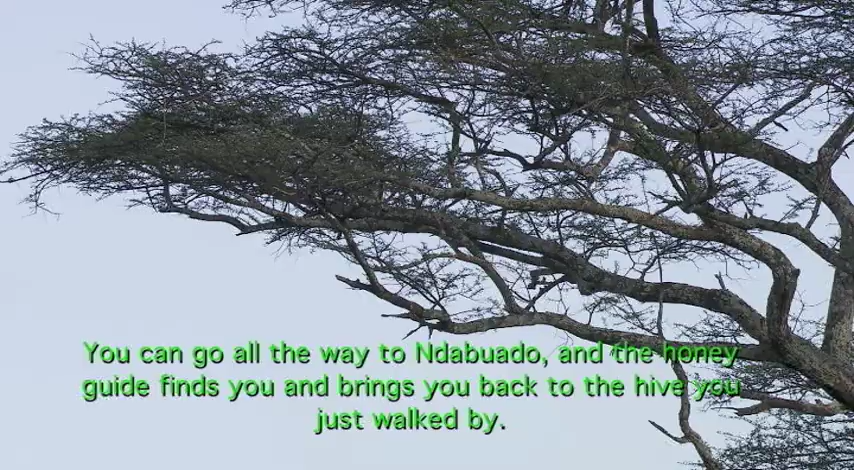 You can go all the way to Ndabuado, and the honey
guide finds you and brings you back to the hive you
just walked by.